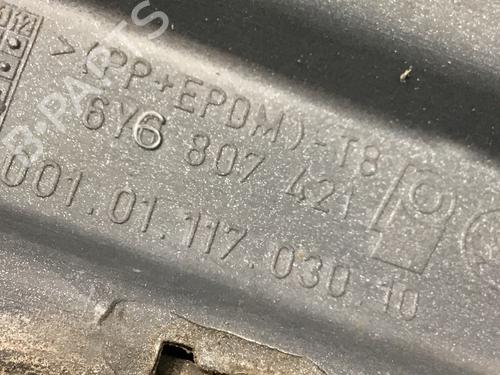 >(PP+EPDM)-T8
6Y6 807 421
001.01.117.030.10
B-PARTS